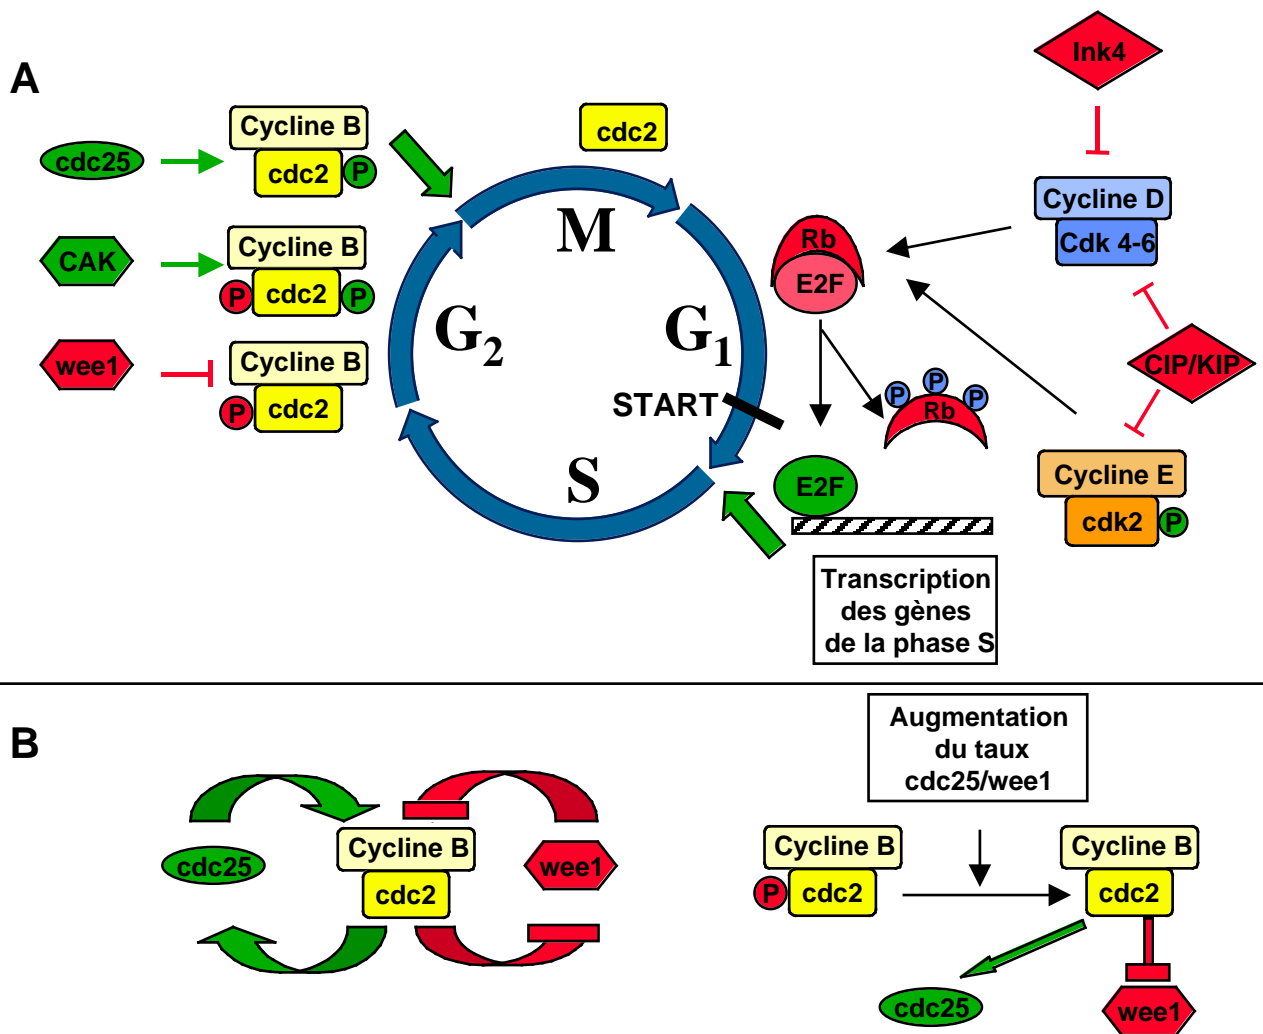 A
Ink4
cdc2
Cycline B
cdc25
cdc2
P
Cycline D
Cdk 4-6
M
Rb
E2F
Cycline B
CAK
P
cdc2
P
G2
G1
wee1
Cycline B
P
cdc2
CIP/KIP
START
P
P
P
Rb
S
E2F
Cycline E
cdk2
P
Transcription
des gènes
de la phase S
B
Augmentation
du taux
cdc25/wee1
cdc25
Cycline B
cdc2
wee1
Cycline B
P
cdc2
Cycline B
cdc2
cdc25
wee1